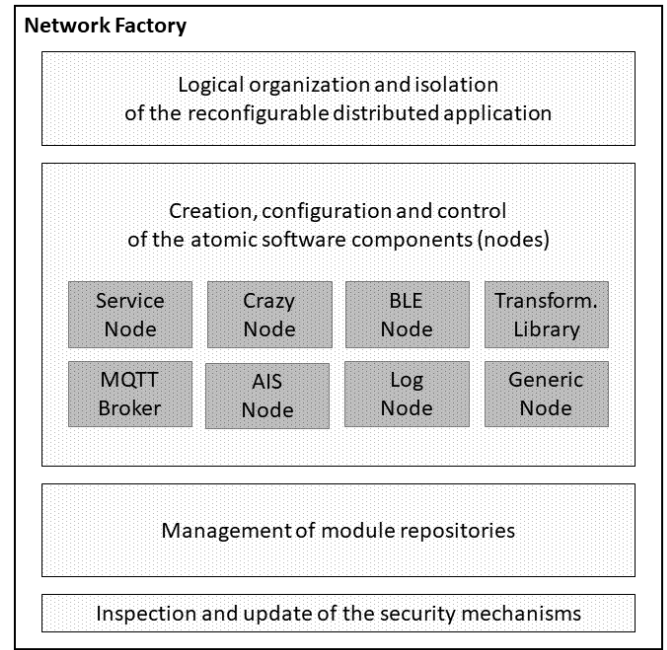 Network Factory
Logical organization and isolation
of the reconfigurable distributed application
Creation, configuration and control
of the atomic software components (nodes)
Service
Node
Crazy
Node
BLE
Node
Transform.
Library
MQTT
Broker
AIS
Node
Log
Node
Generic
Node
Management of module repositories
Inspection and update of the security mechanisms